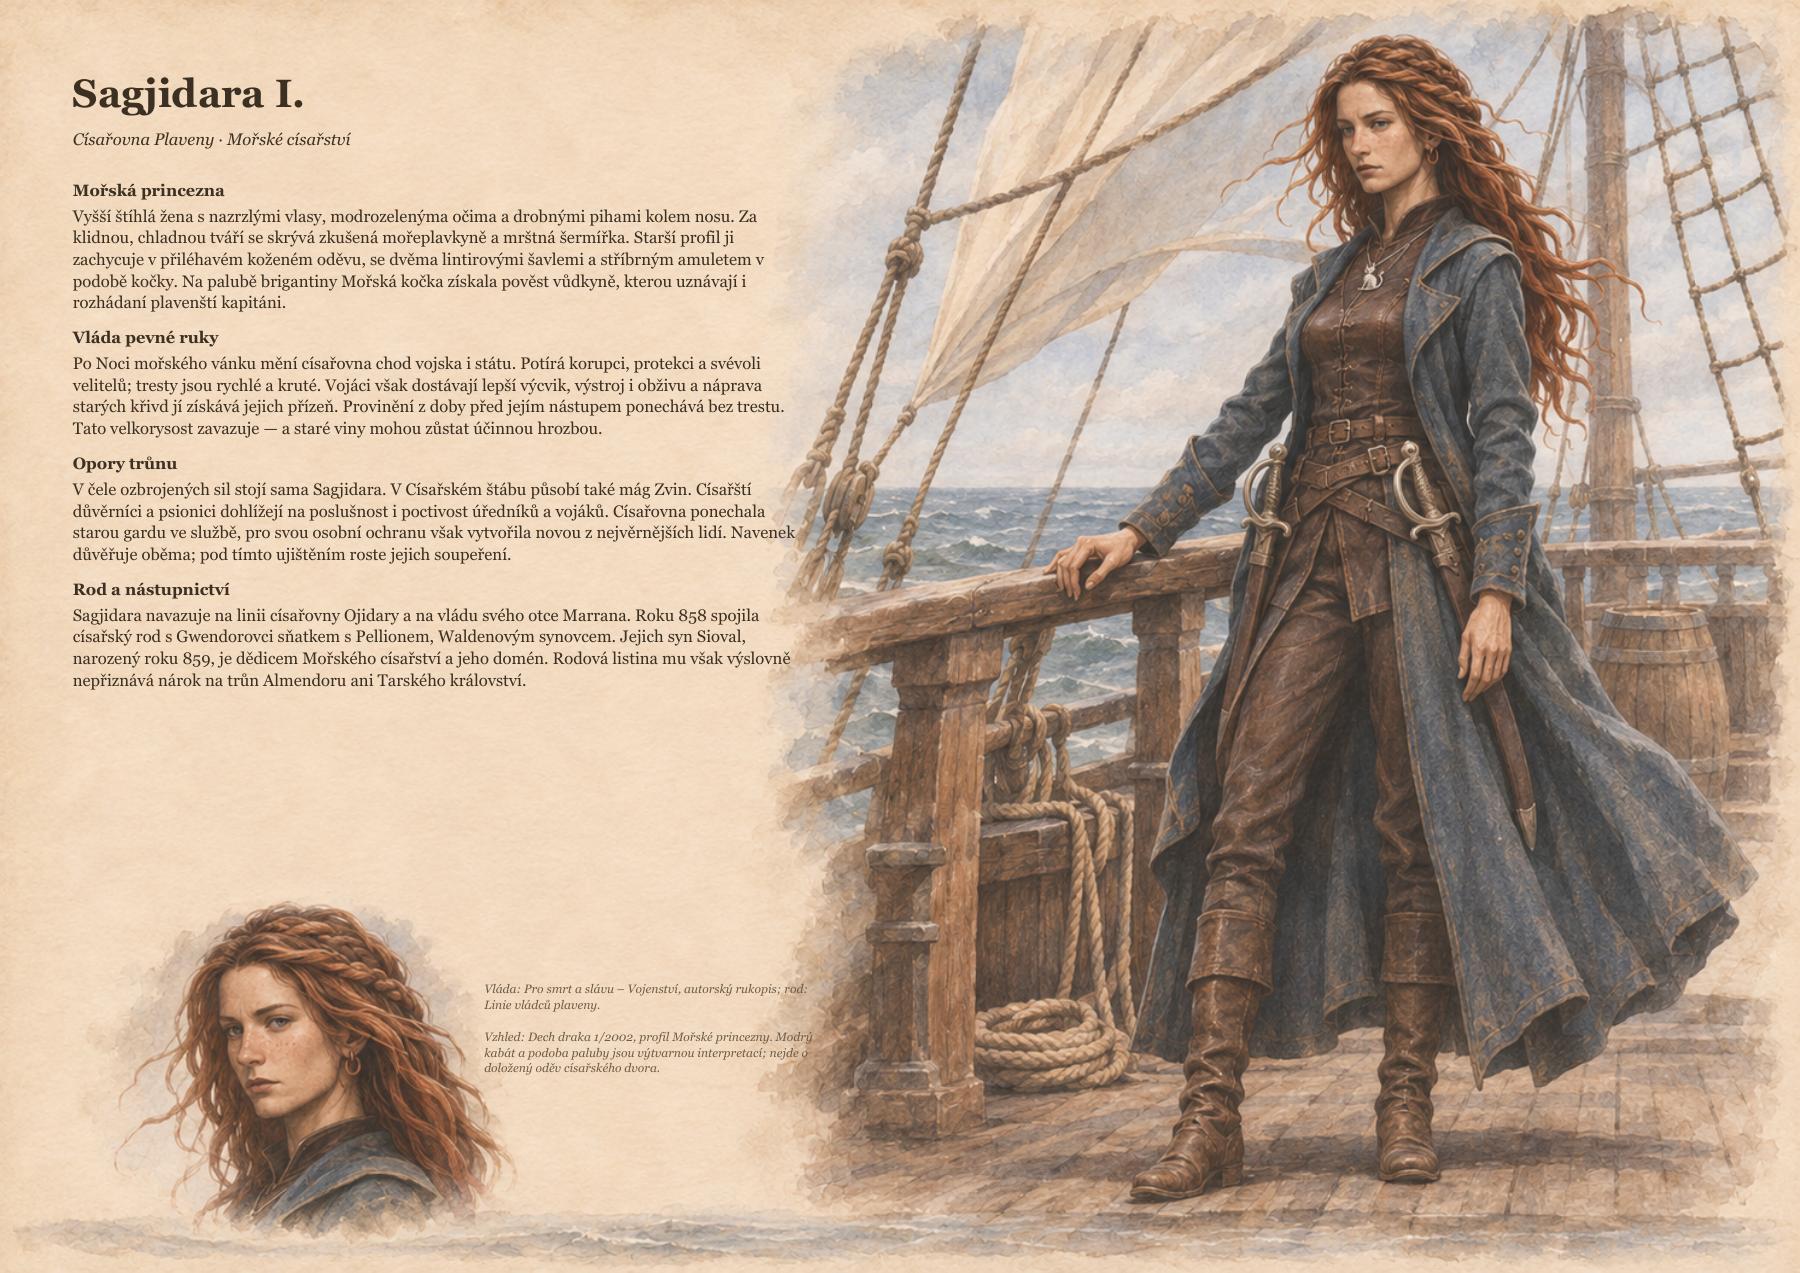 Sagjidara I.
Císařovna Plaveny · Mořské císařství
Mořská princezna
Vyšší štíhlá žena s nazrzlými vlasy, modrozelenýma očima a drobnými pihami kolem nosu. Za
klidnou, chladnou tváří se skrývá zkušená mořeplavkyně a mrštná šermířka. Starší profil ji
zachycuje v přiléhavém koženém oděvu, se dvěma lintirovými šavlemi a stříbrným amuletem v
podobě kočky. Na palubě brigantiny Mořská kočka získala pověst vůdkyně, kterou uznávají i
rozhádaní plavenští kapitáni.
Vláda pevné ruky
Po Noci mořského vánku mění císařovna chod vojska i státu. Potírá korupci, protekci a svévoli
velitelů; tresty jsou rychlé a kruté. Vojáci však dostávají lepší výcvik, výstroj i obživu a náprava
starých křivd jí získává jejich přízeň. Provinění z doby před jejím nástupem ponechává bez trestu.
Tato velkorysost zavazuje — a staré viny mohou zůstat účinnou hrozbou.
Opory trůnu
V čele ozbrojených sil stojí sama Sagjidara. V Císařském štábu působí také mág Zvin. Císařští
důvěrníci a psionici dohlížejí na poslušnost i poctivost úředníků a vojáků. Císařovna ponechala
starou gardu ve službě, pro svou osobní ochranu však vytvořila novou z nejvěrnějších lidí. Navenek
důvěřuje oběma; pod tímto ujištěním roste jejich soupeření.
Rod a nástupnictví
Sagjidara navazuje na linii císařovny Ojidary a na vládu svého otce Marrana. Roku 858 spojila
císařský rod s Gwendorovci sňatkem s Pellionem, Waldenovým synovcem. Jejich syn Sioval,
narozený roku 859, je dědicem Mořského císařství a jeho domén. Rodová listina mu však výslovně
nepřiznává nárok na trůn Almendoru ani Tarského království.
Vláda: Pro smrt a slávu – Vojenství, autorský rukopis; rod:
Linie vládců plaveny.
Vzhled: Dech draka 1/2002, profil Mořské princezny. Modrý
kabát a podoba paluby jsou výtvarnou interpretací; nejde o
doložený oděv císařského dvora.